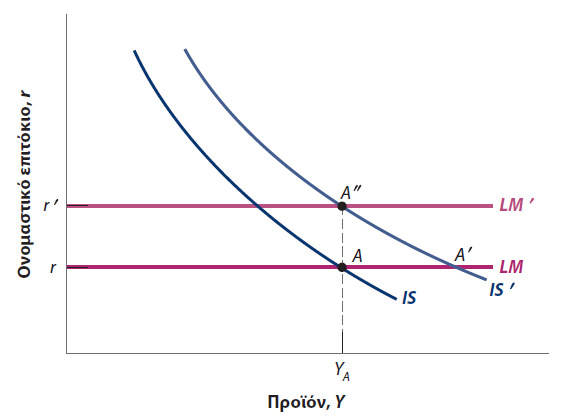 Ονομαστικό επιτόκιο, r
r ′
r
A″
A
A′
LM ′
LM
IS ′
IS
Y_A
Προϊόν, Y